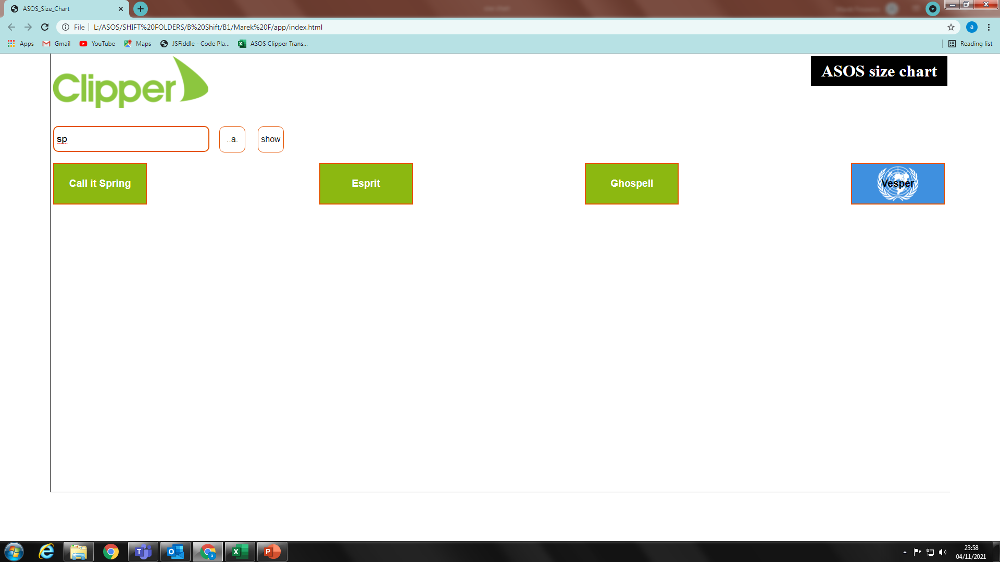 ASOS_Size_Chart
File L:/ASOS/SHIFT%20FOLDERS/B%20Shift/B1/Marek%20F/app/index.html
Apps Gmail YouTube Maps JSFiddle - Code Pla... ASOS Clipper Trans... Reading list
Clipper
ASOS size chart
sp ..a. show
Call it Spring Esprit Ghospell Vesper
23:58
04/11/2021